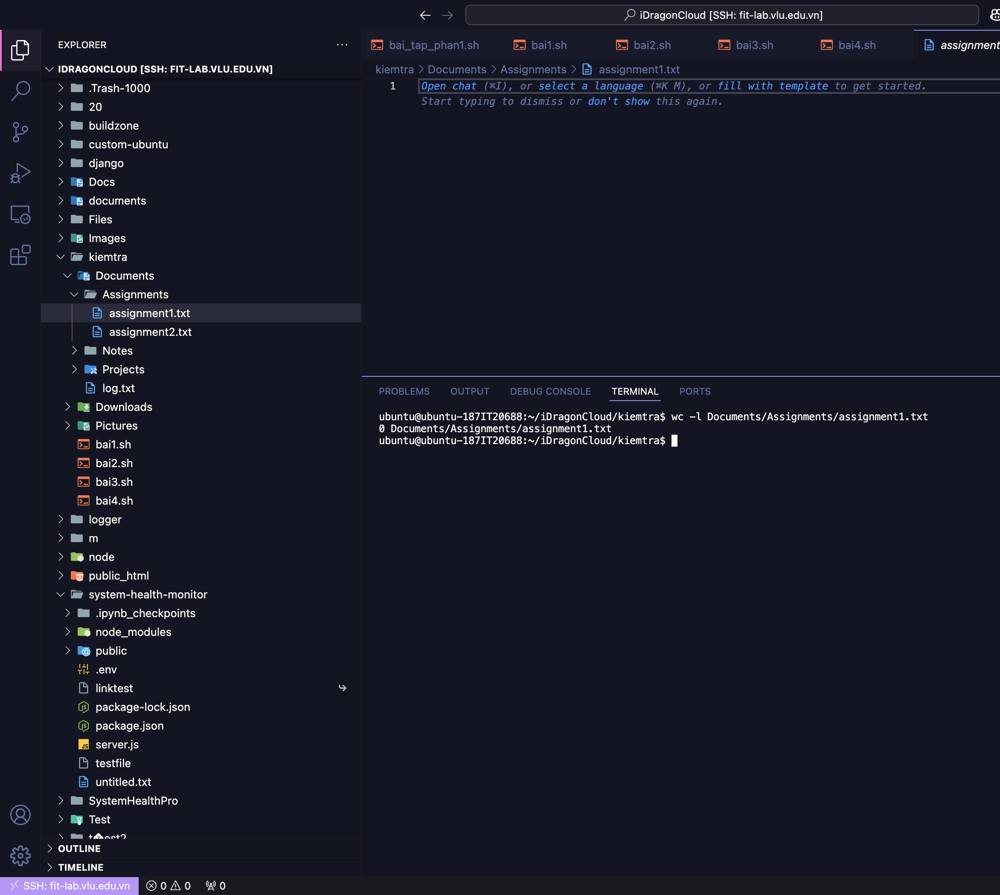 iDragonCloud [SSH: fit-lab.vlu.edu.vn]
EXPLORER
IDRAGONCLOUD [SSH: FIT-LAB.VLU.EDU.VN]
.Trash-1000
20
buildzone
custom-ubuntu
django
Docs
documents
Files
Images
kiemtra
Documents
Assignments
assignment1.txt
assignment2.txt
Notes
Projects
log.txt
Downloads
Pictures
bai1.sh
bai2.sh
bai3.sh
bai4.sh
logger
m
node
public_html
system-health-monitor
.ipynb_checkpoints
node_modules
public
.env
linktest
package-lock.json
package.json
server.js
testfile
untitled.txt
SystemHealthPro
Test
t�est2
OUTLINE
TIMELINE
bai_tap_phan1.sh bai1.sh bai2.sh bai3.sh bai4.sh assignment
kiemtra > Documents > Assignments > assignment1.txt
1 Open chat (⌘I), or select a language (⌘K M), or fill with template to get started.
Start typing to dismiss or don't show this again.
PROBLEMS OUTPUT DEBUG CONSOLE TERMINAL PORTS
ubuntu@ubuntu-187IT20688:~/iDragonCloud/kiemtra$ wc -l Documents/Assignments/assignment1.txt
0 Documents/Assignments/assignment1.txt
ubuntu@ubuntu-187IT20688:~/iDragonCloud/kiemtra$
SSH: fit-lab.vlu.edu.vn 0 0 0